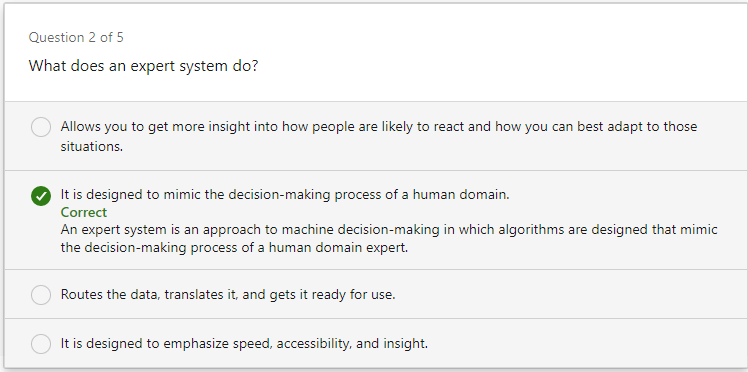 Question 2 of 5
What does an expert system do?
Allows you to get more insight into how people are likely to react and how you can best adapt to those
situations.
It is designed to mimic the decision-making process of a human domain.
Correct
An expert system is an approach to machine decision-making in which algorithms are designed that mimic
the decision-making process of a human domain expert.
Routes the data, translates it, and gets it ready for use.
It is designed to emphasize speed, accessibility, and insight.